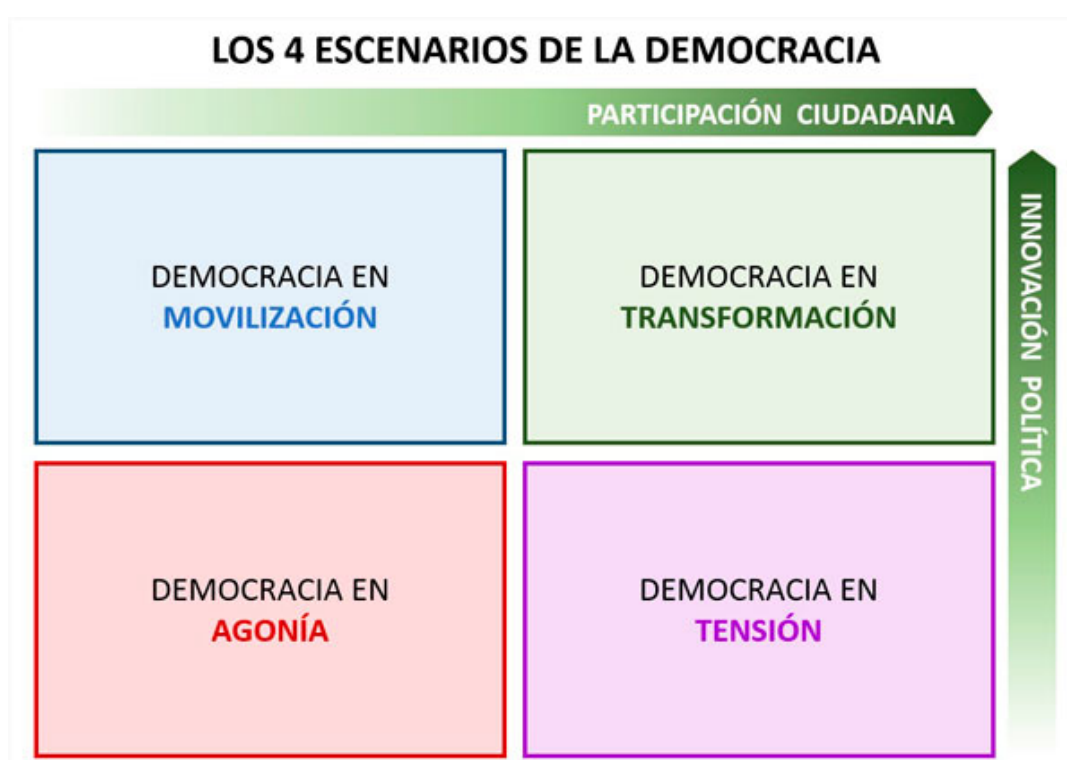 LOS 4 ESCENARIOS DE LA DEMOCRACIA
PARTICIPACIÓN CIUDADANA
DEMOCRACIA EN
MOVILIZACIÓN
DEMOCRACIA EN
TRANSFORMACIÓN
INNOVACIÓN POLÍTICA
DEMOCRACIA EN
AGONÍA
DEMOCRACIA EN
TENSIÓN